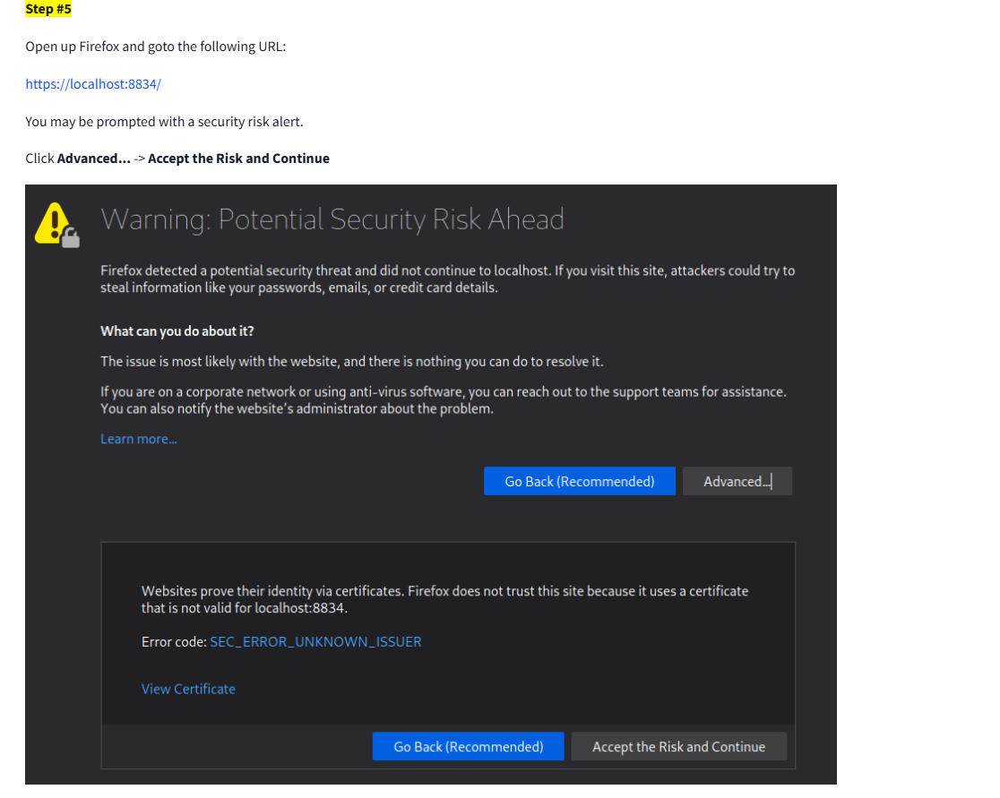 Step #5
Open up Firefox and goto the following URL:
https://localhost:8834/
You may be prompted with a security risk alert.
Click Advanced... -> Accept the Risk and Continue
Warning: Potential Security Risk Ahead
Firefox detected a potential security threat and did not continue to localhost. If you visit this site, attackers could try to
steal information like your passwords, emails, or credit card details.
What can you do about it?
The issue is most likely with the website, and there is nothing you can do to resolve it.
If you are on a corporate network or using anti-virus software, you can reach out to the support teams for assistance.
You can also notify the website's administrator about the problem.
Learn more...
Go Back (Recommended) Advanced...
Websites prove their identity via certificates. Firefox does not trust this site because it uses a certificate
that is not valid for localhost:8834.
Error code: SEC_ERROR_UNKNOWN_ISSUER
View Certificate
Go Back (Recommended) Accept the Risk and Continue